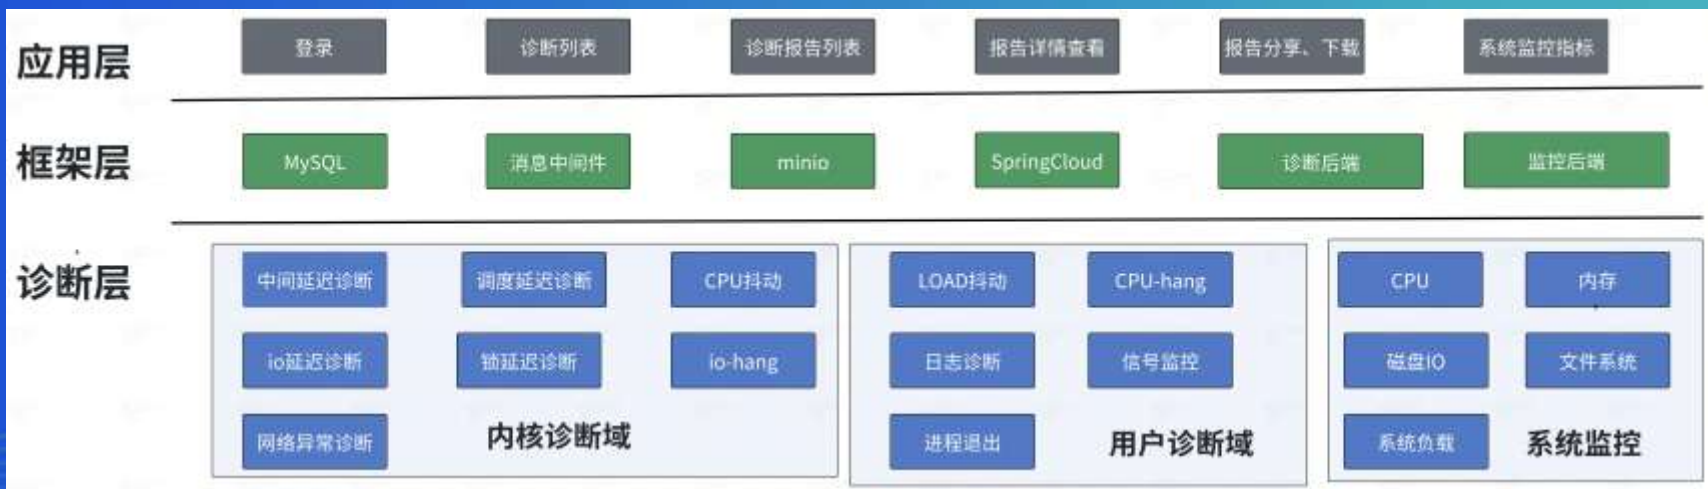 应用层 登录 诊断列表 诊断报告列表 报告详情查看 报告分享、下载 系统监控指标
框架层 MySQL 消息中间件 minio SpringCloud 诊断后端 监控后端
诊断层 中间延迟诊断 调度延迟诊断 CPU抖动 LOAD抖动 CPU-hang CPU 内存
io延迟诊断 锁延迟诊断 io-hang 日志诊断 信号监控 磁盘IO 文件系统
网络异常诊断 内核诊断域 进程退出 用户诊断域 系统负载 系统监控